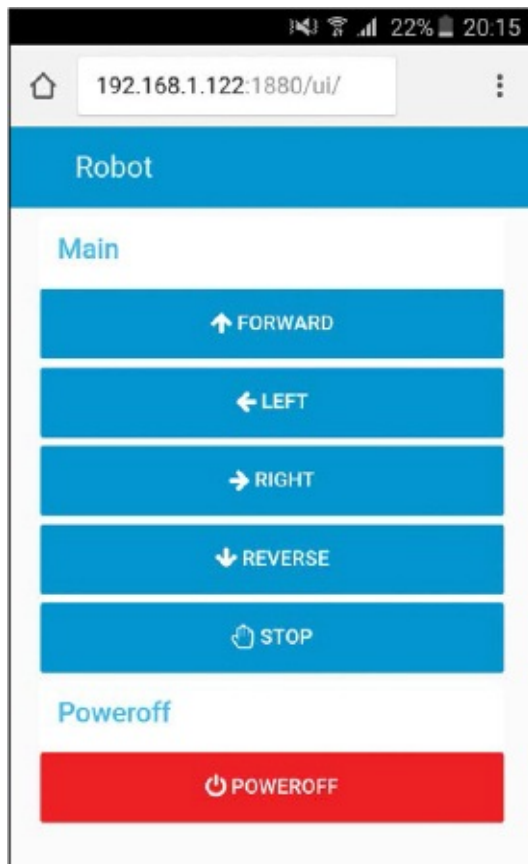 22% 20:15
192.168.1.122:1880/ui/
Robot
Main
FORWARD
LEFT
RIGHT
REVERSE
STOP
Poweroff
POWEROFF